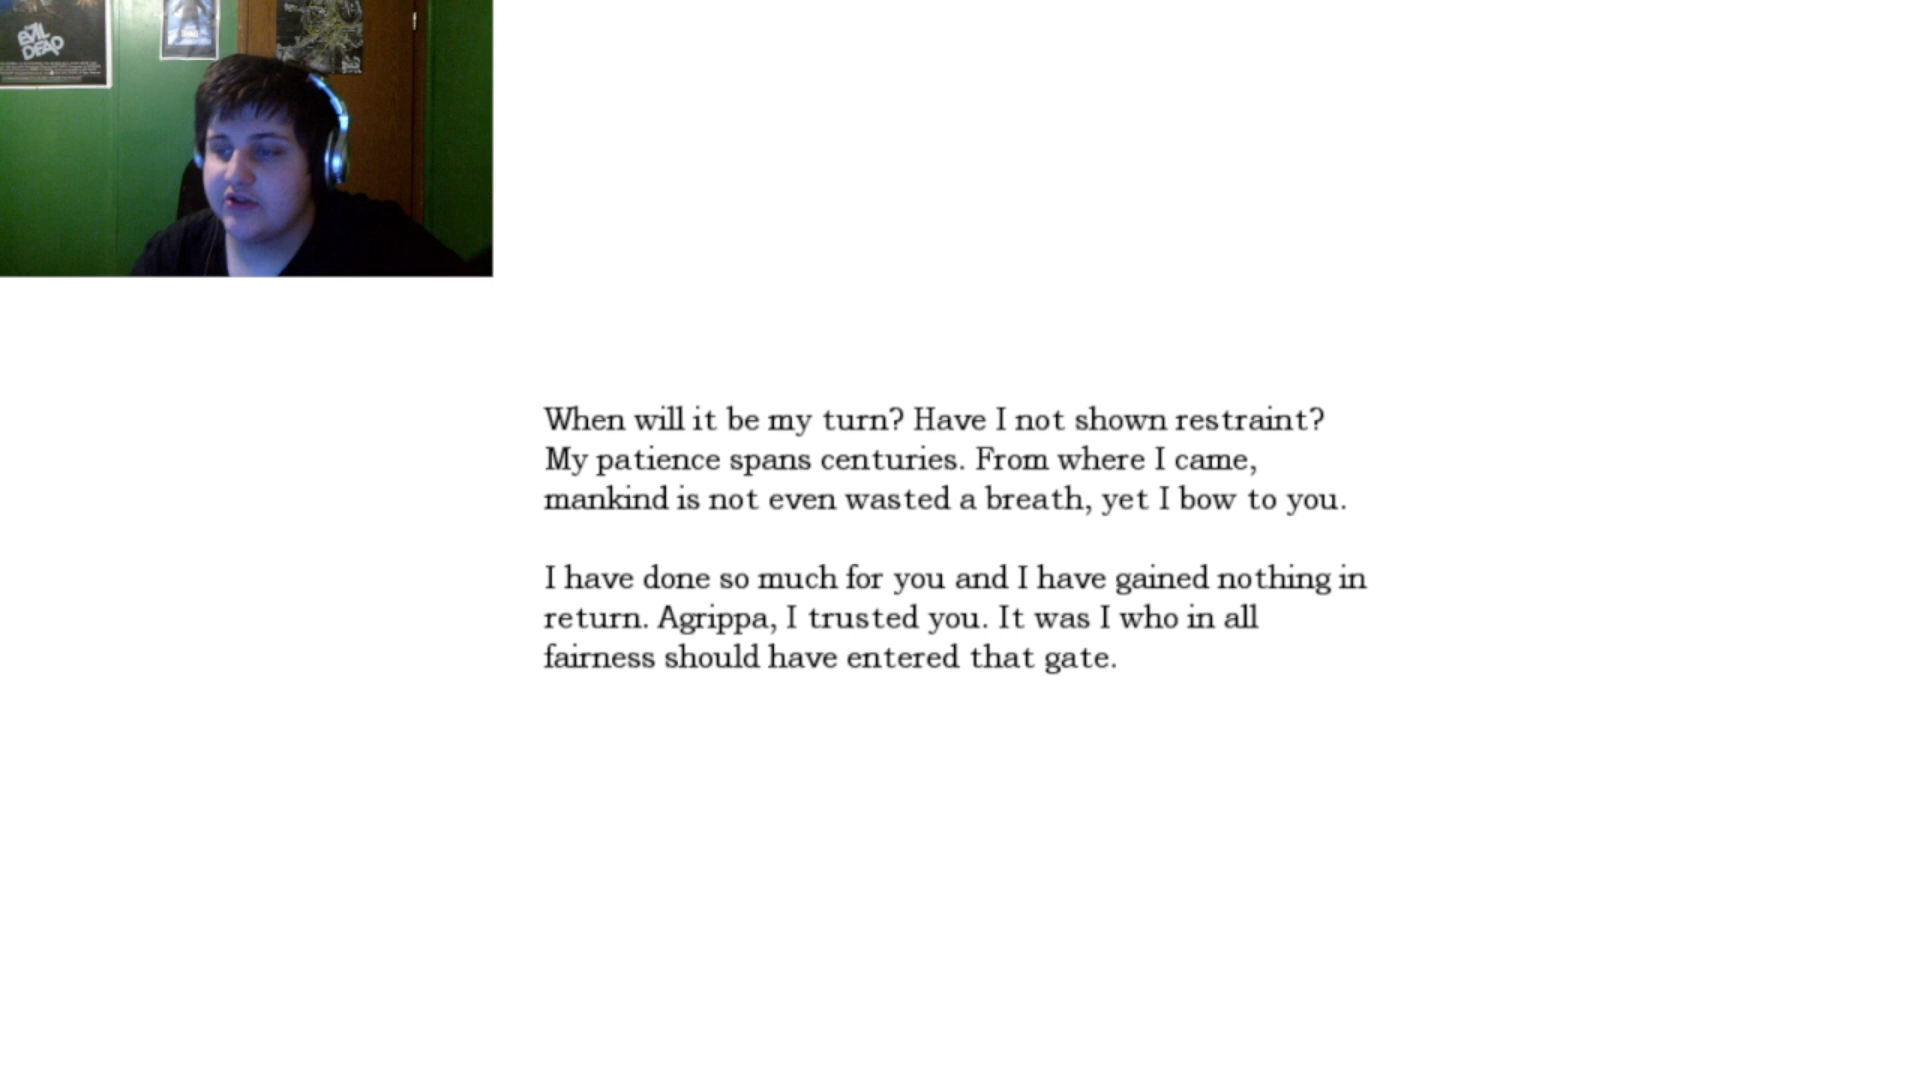 EVIL
DEAD
When will it be my turn? Have I not shown restraint?
My patience spans centuries. From where I came,
mankind is not even wasted a breath, yet I bow to you.
I have done so much for you and I have gained nothing in
return. Agrippa, I trusted you. It was I who in all
fairness should have entered that gate.